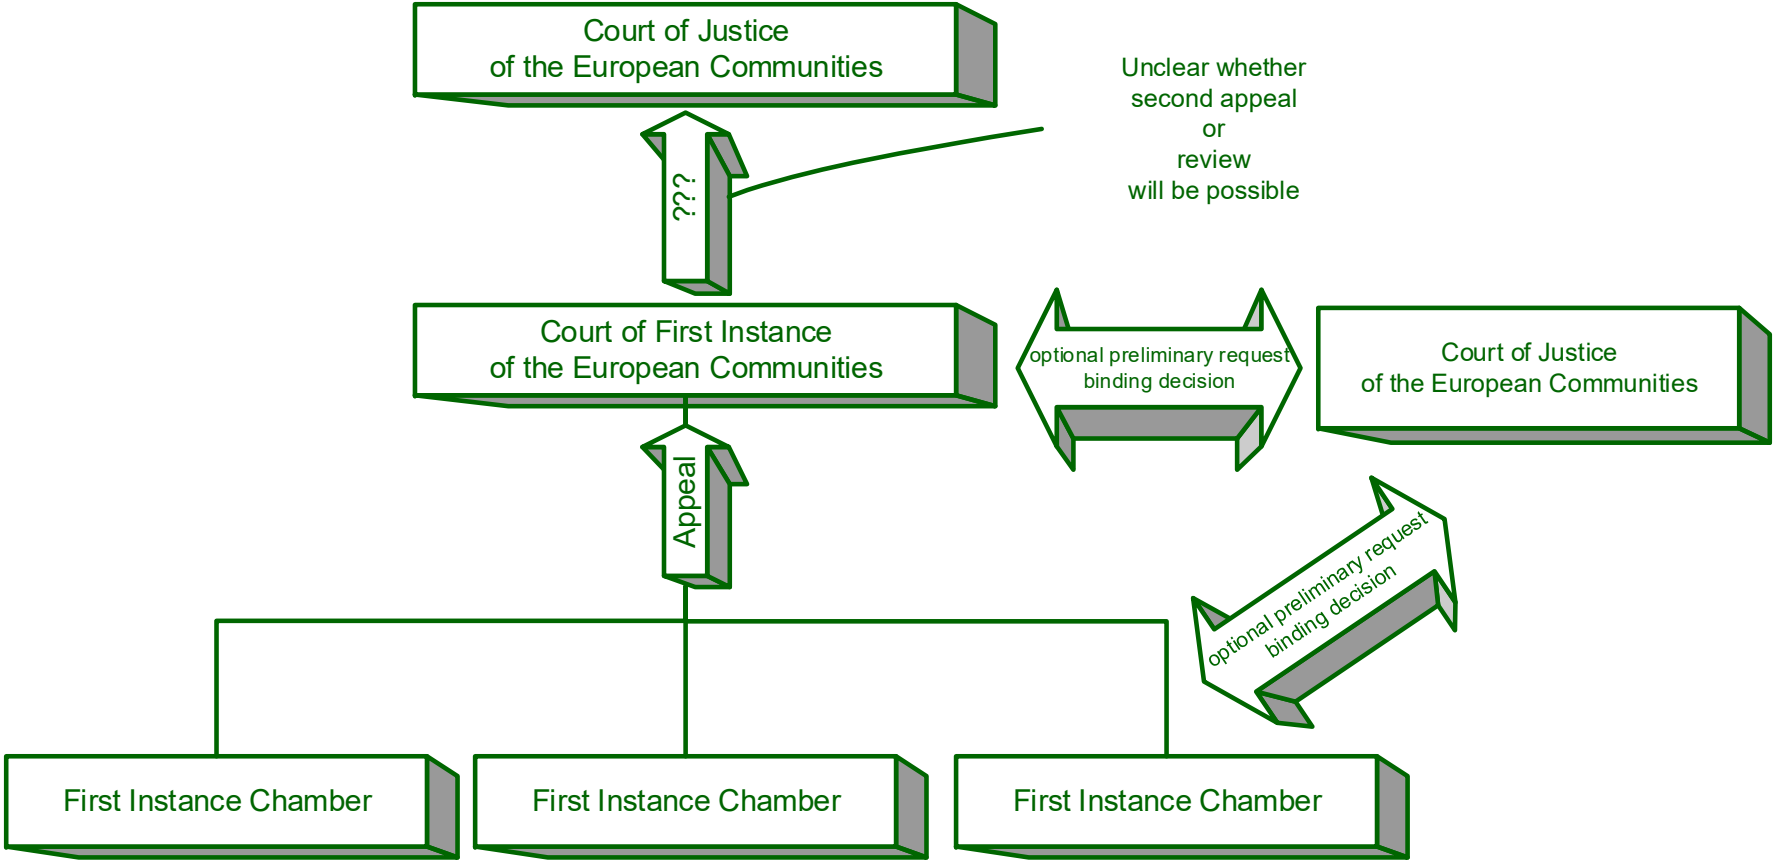 Court of Justice
of the European Communities
Unclear whether
second appeal
or
review
will be possible
???
Court of First Instance
of the European Communities
optional preliminary request
binding decision
Court of Justice
of the European Communities
Appeal
optional preliminary request
binding decision
First Instance Chamber
First Instance Chamber
First Instance Chamber